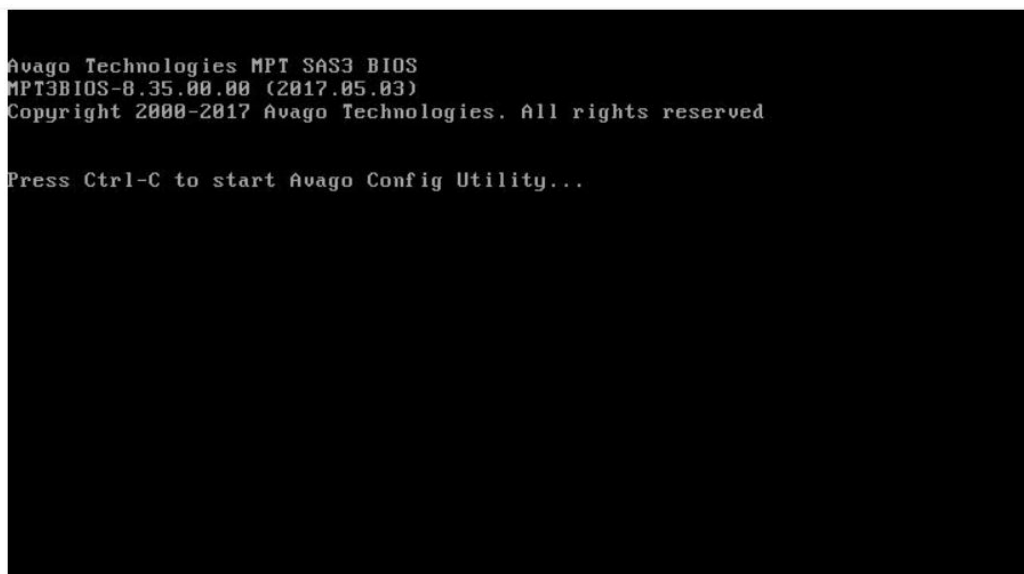 Avago Technologies MPT SAS3 BIOS
MPT3BIOS-8.35.00.00 (2017.05.03)
Copyright 2000-2017 Avago Technologies. All rights reserved
Press Ctrl-C to start Avago Config Utility...